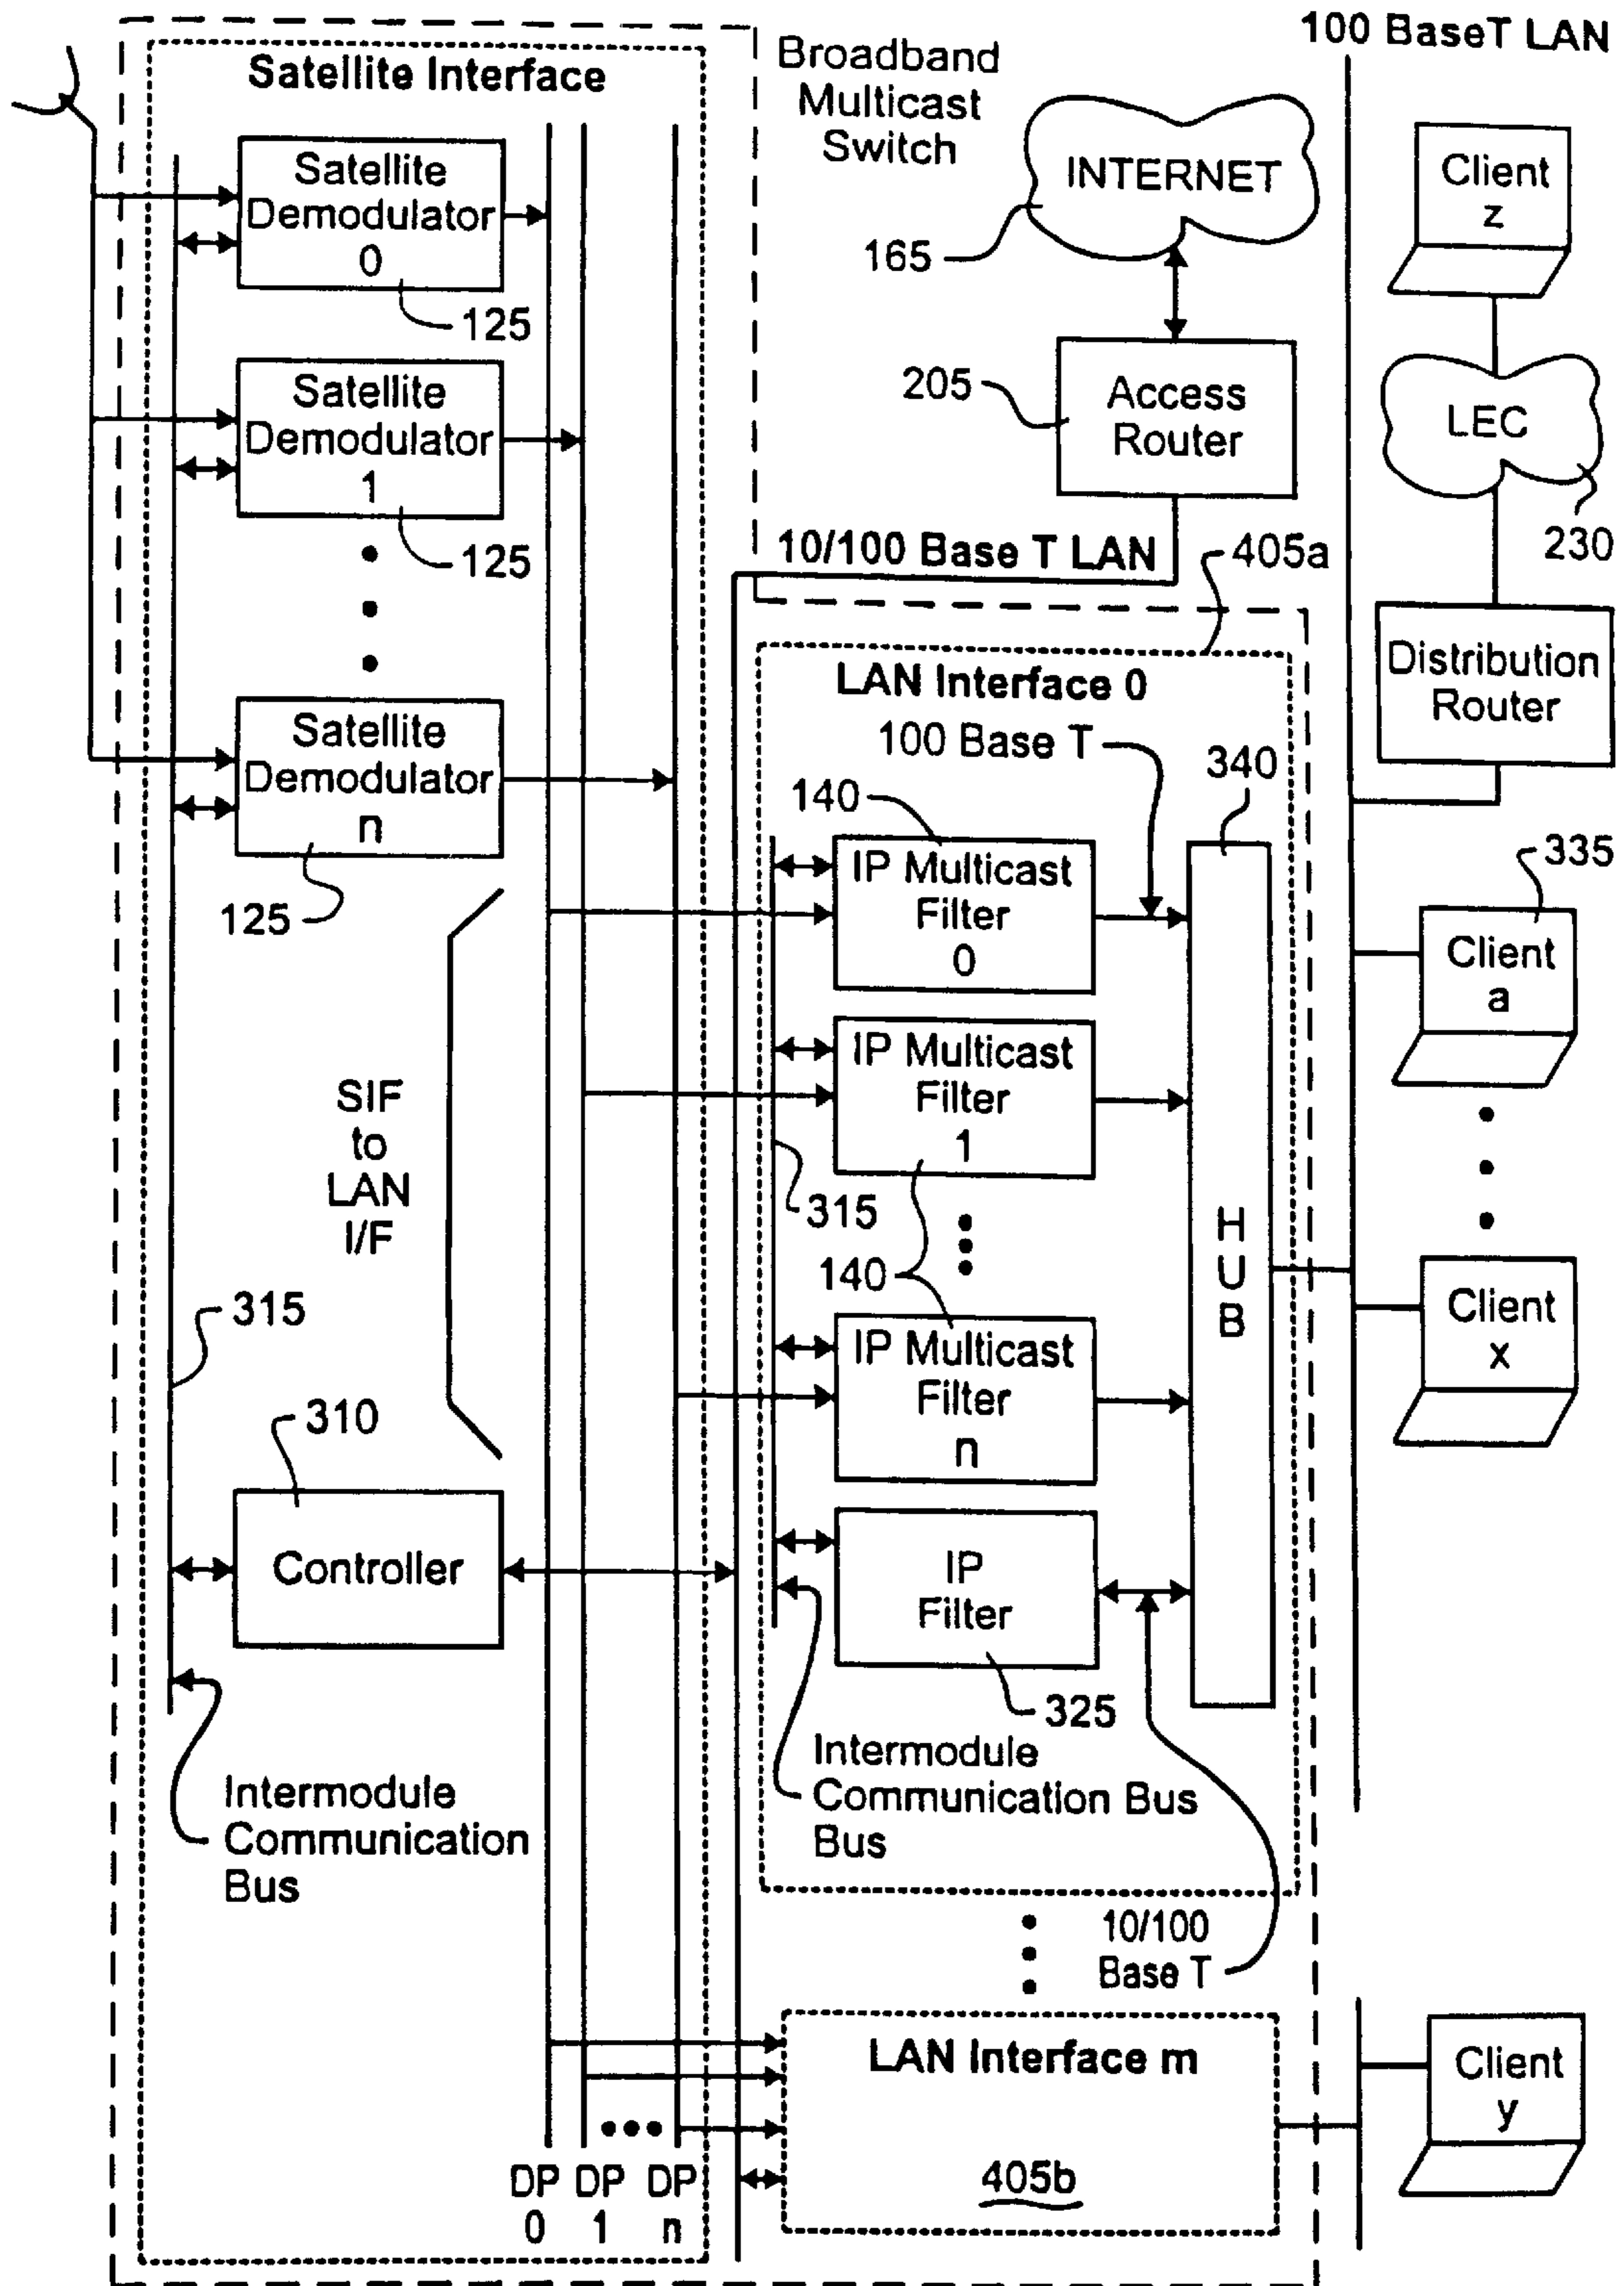 100 BaseT LAN
Satellite Interface
Broadband
Multicast
Switch
Satellite
Demodulator
0
125
Satellite
Demodulator
1
125
Satellite
Demodulator
n
125
INTERNET
165
205
Access
Router
10/100 Base T LAN
405a
Client
z
LEC
230
Distribution
Router
LAN Interface 0
100 Base T
340
140
IP Multicast
Filter
0
IP Multicast
Filter
1
315
140
IP Multicast
Filter
n
IP
Filter
325
HUB
335
Client
a
Client
x
SIF
to
LAN
I/F
315
310
Controller
Intermodule
Communication
Bus
Intermodule
Communication Bus
Bus
10/100
Base T
LAN Interface m
405b
Client
y
DP DP DP
0 1 n